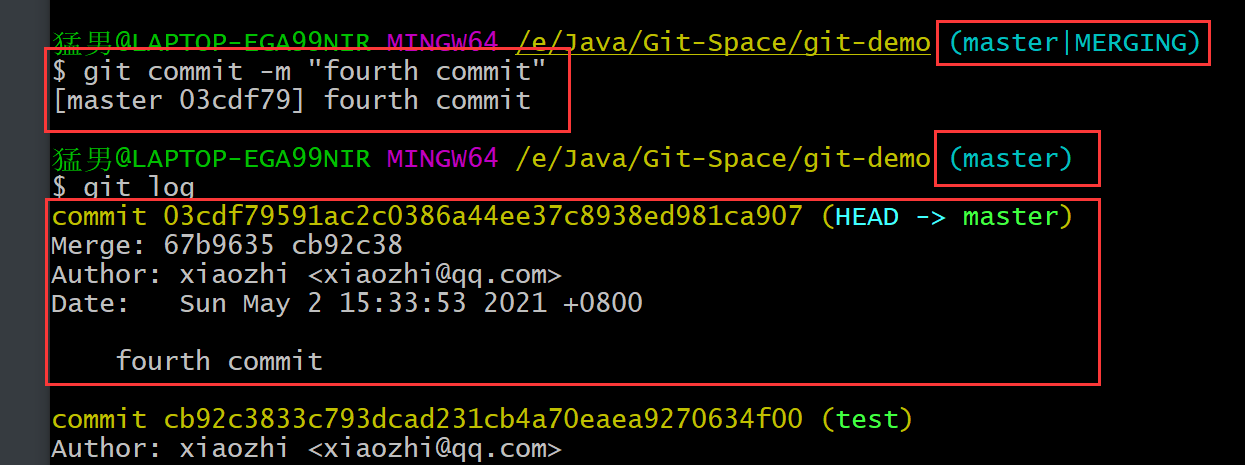 猛男@LAPTOP-EGA99NIR MINGW64 /e/Java/Git-Space/git-demo (master|MERGING)
$ git commit -m "fourth commit"
[master 03cdf79] fourth commit
猛男@LAPTOP-EGA99NIR MINGW64 /e/Java/Git-Space/git-demo (master)
$ git log
commit 03cdf79591ac2c0386a44ee37c8938ed981ca907 (HEAD -> master)
Merge: 67b9635 cb92c38
Author: xiaozhi <xiaozhi@qq.com>
Date:   Sun May 2 15:33:53 2021 +0800
fourth commit
commit cb92c3833c793dcad231cb4a70eaea9270634f00 (test)
Author: xiaozhi <xiaozhi@qq.com>